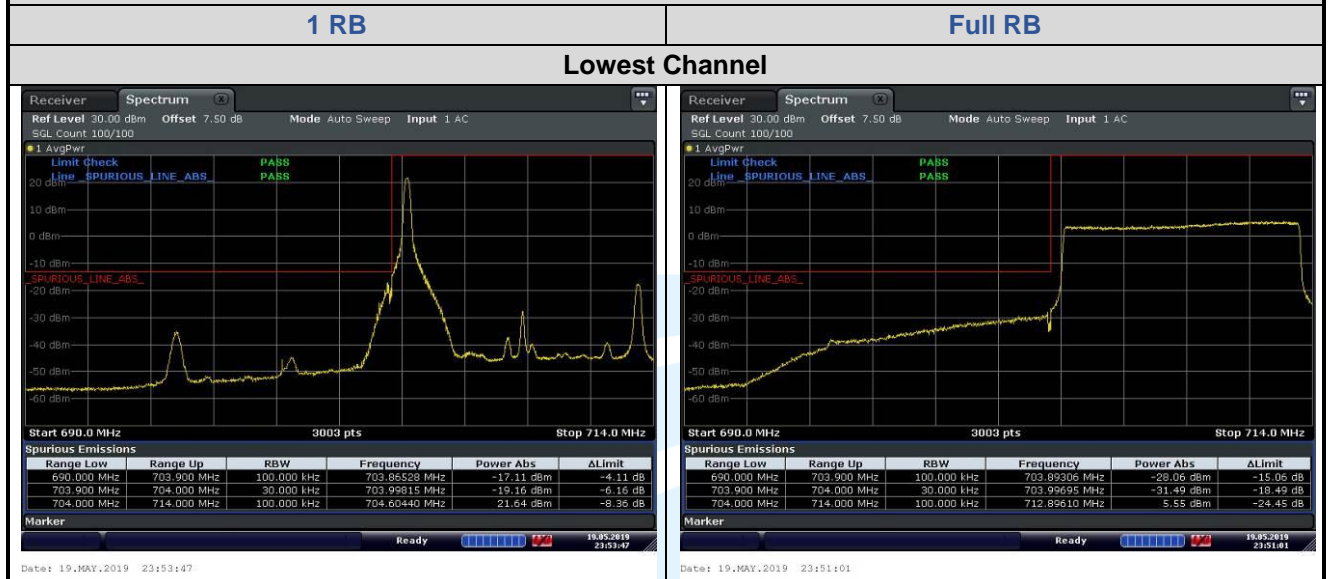 1 RB
Full RB
Lowest Channel
Receiver Spectrum
Ref Level 30.00 dBm Offset 7.50 dB Mode Auto Sweep Input 1 AC
SGL Count 100/100
1 AvgPwr
Limit Check PASS
Line _SPURIOUS_LINE_ABS_ PASS
20 dBm
10 dBm
0 dBm
-10 dBm
_SPURIOUS_LINE_ABS_
-20 dBm
-30 dBm
-40 dBm
-50 dBm
-60 dBm
Start 690.0 MHz 3003 pts Stop 714.0 MHz
Spurious Emissions
Range Low Range Up RBW Frequency Power Abs ΔLimit
690.000 MHz 703.900 MHz 100.000 kHz 703.86528 MHz -17.11 dBm -4.11 dB
703.900 MHz 704.000 MHz 30.000 kHz 703.99815 MHz -19.16 dBm -6.16 dB
704.000 MHz 714.000 MHz 100.000 kHz 704.60440 MHz 21.64 dBm -8.36 dB
Marker
Ready 19.05.2019
23:53:47
Date: 19.MAY.2019 23:53:47
Receiver Spectrum
Ref Level 30.00 dBm Offset 7.50 dB Mode Auto Sweep Input 1 AC
SGL Count 100/100
1 AvgPwr
Limit Check PASS
Line _SPURIOUS_LINE_ABS_ PASS
20 dBm
10 dBm
0 dBm
-10 dBm
_SPURIOUS_LINE_ABS_
-20 dBm
-30 dBm
-40 dBm
-50 dBm
-60 dBm
Start 690.0 MHz 3003 pts Stop 714.0 MHz
Spurious Emissions
Range Low Range Up RBW Frequency Power Abs ΔLimit
690.000 MHz 703.900 MHz 100.000 kHz 703.89306 MHz -28.06 dBm -15.06 dB
703.900 MHz 704.000 MHz 30.000 kHz 703.99695 MHz -31.49 dBm -18.49 dB
704.000 MHz 714.000 MHz 100.000 kHz 712.89610 MHz 5.55 dBm -24.45 dB
Marker
Ready 19.05.2019
23:51:01
Date: 19.MAY.2019 23:51:01